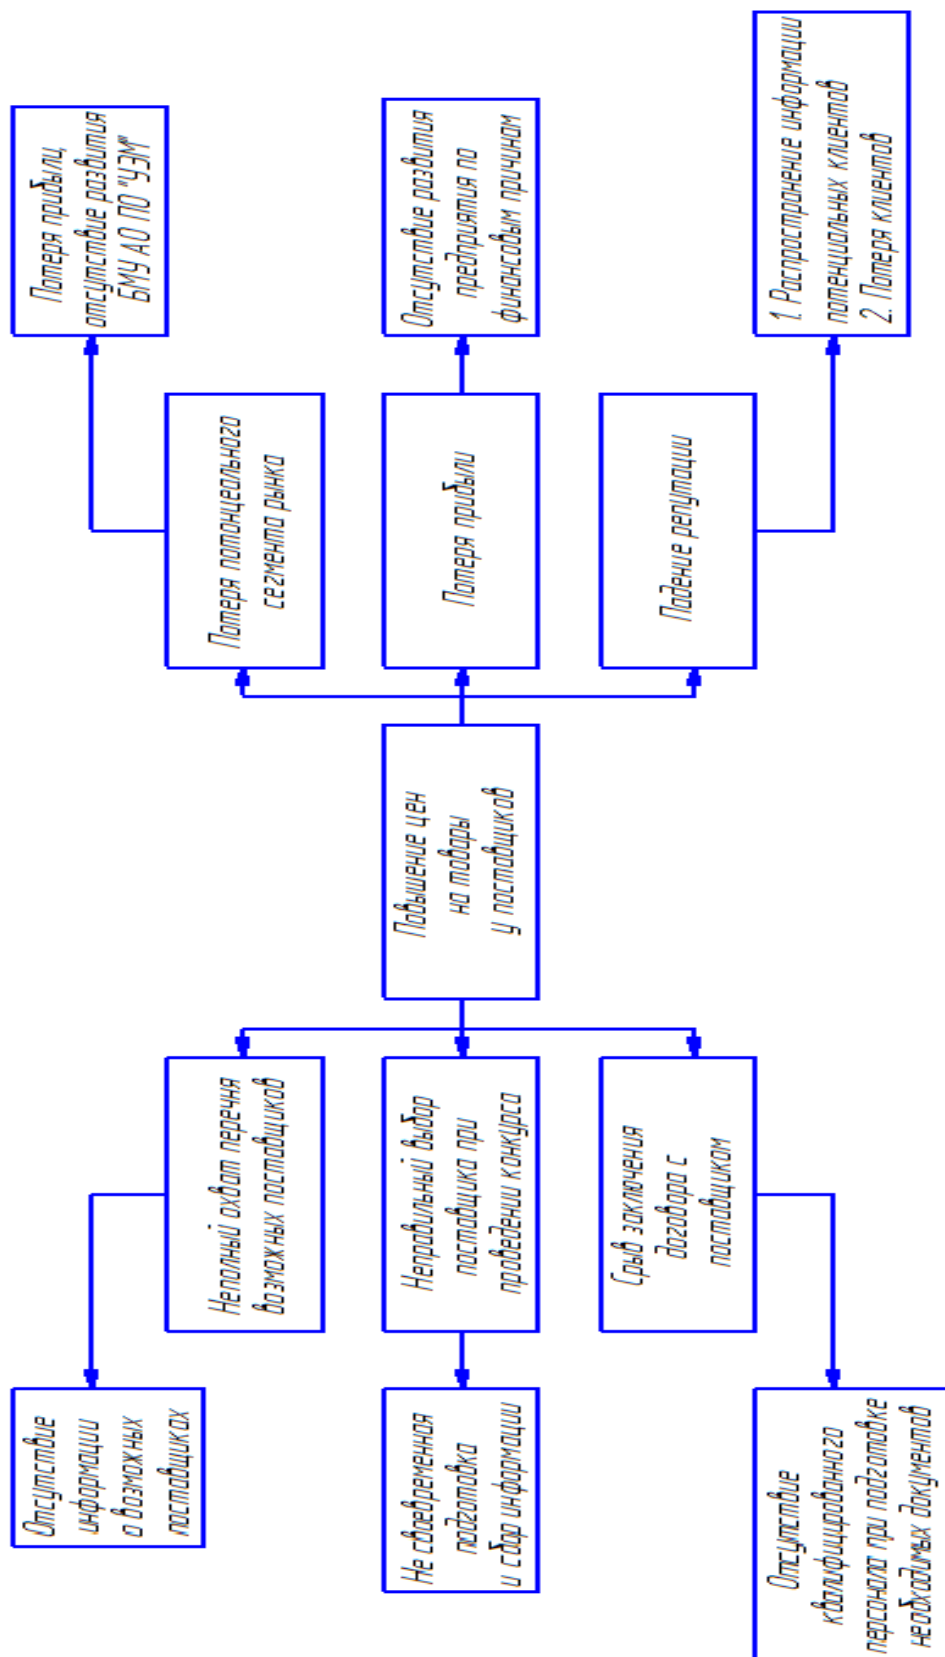 Отсутствие
информации
о возможных
поставщиках
Неполный охват перечня
возможных поставщиков
Потеря потанцеального
сегмента рынка
Потеря прибыли,
отсутствие развития
БМУ АО ПО "УЭМ"
Не своевременная
подготовка
и сбор информации
Неправильный выбор
поставщика при
проведении конкурса
Повышение цен
на товары
у поставщиков
Потеря прибыли
Отсутствие развития
предприятия по
финансовым причинам
Срыв заключения
договора с
поставщиком
Падение репутации
Отсутствие
квалифицированного
персонала при подготовке
необходимых документов
1. Распространение информации
потенциальных клиентов
2. Потеря клиентов